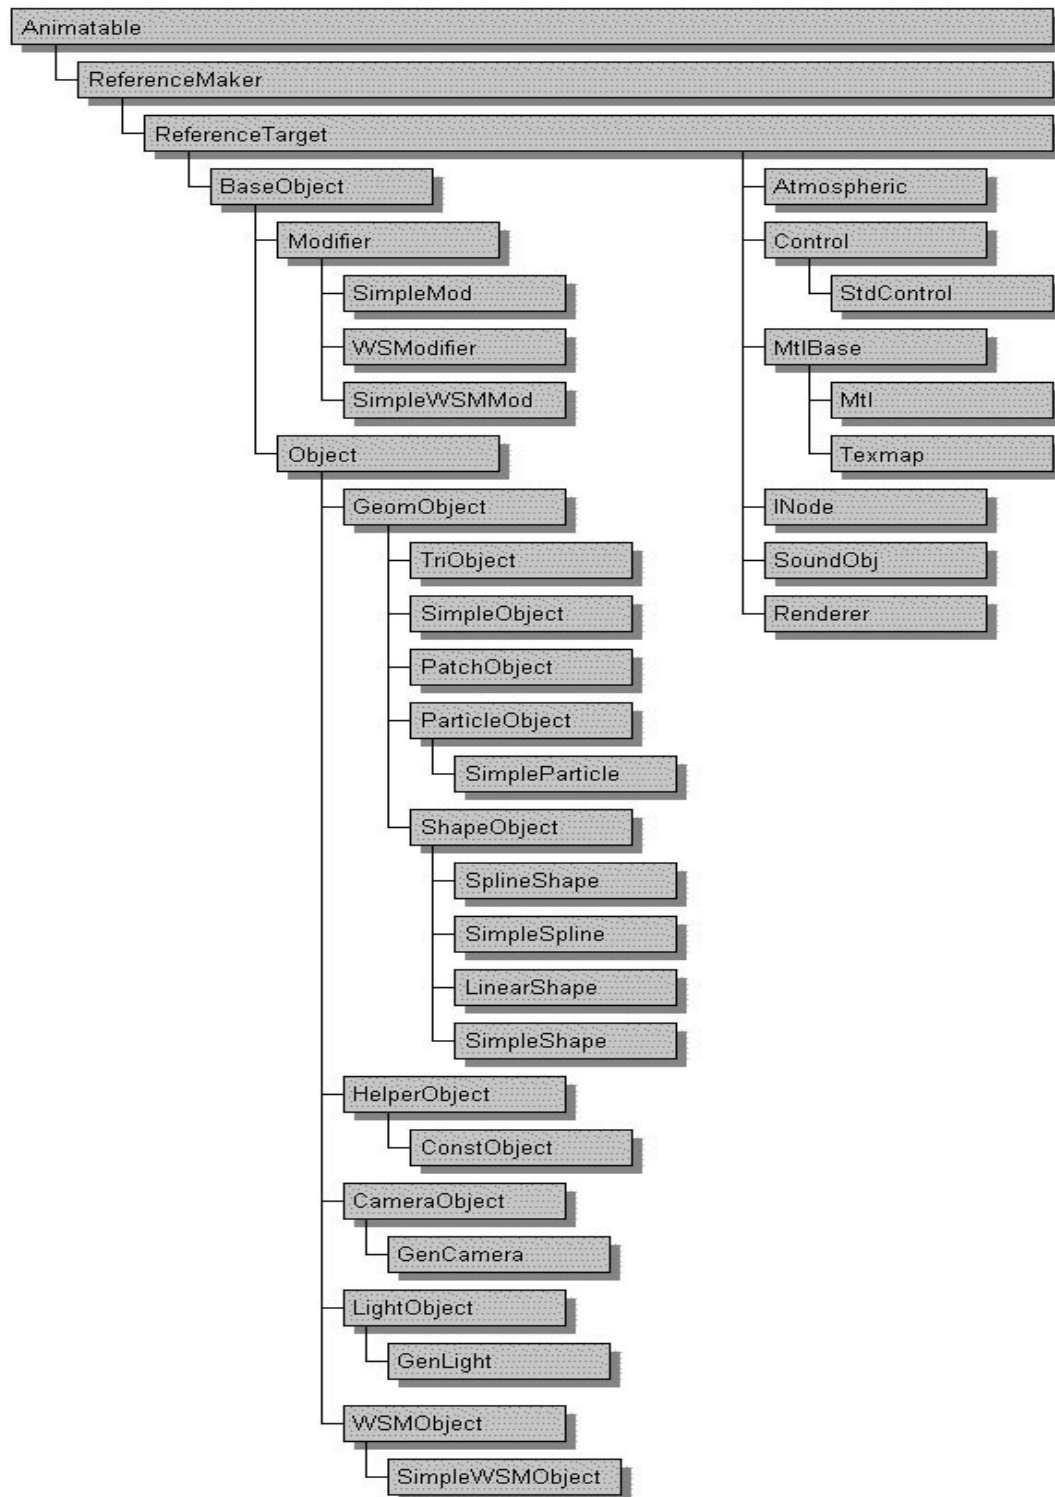 Animatable
ReferenceMaker
ReferenceTarget
BaseObject
Modifier
SimpleMod
WSModifier
SimpleWSMMod
Object
GeomObject
TriObject
SimpleObject
PatchObject
ParticleObject
SimpleParticle
ShapeObject
SplineShape
SimpleSpline
LinearShape
SimpleShape
HelperObject
ConstObject
CameraObject
GenCamera
LightObject
GenLight
WSMObject
SimpleWSMObject
Atmospheric
Control
StdControl
MtlBase
Mtl
Texmap
INode
SoundObj
Renderer